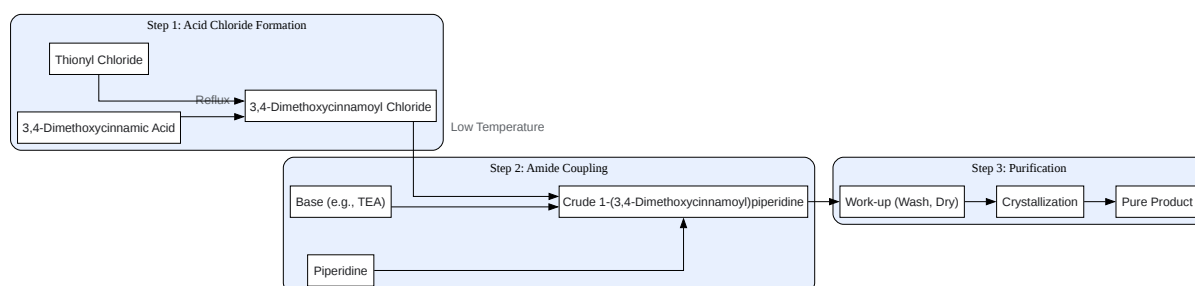 Step 1: Acid Chloride Formation
Thionyl Chloride
Reflux
3,4-Dimethoxycinnamoyl Chloride
3,4-Dimethoxycinnamic Acid
Low Temperature
Step 2: Amide Coupling
Base (e.g., TEA)
Crude 1-(3,4-Dimethoxycinnamoyl)piperidine
Piperidine
Step 3: Purification
Work-up (Wash, Dry)
Crystallization
Pure Product